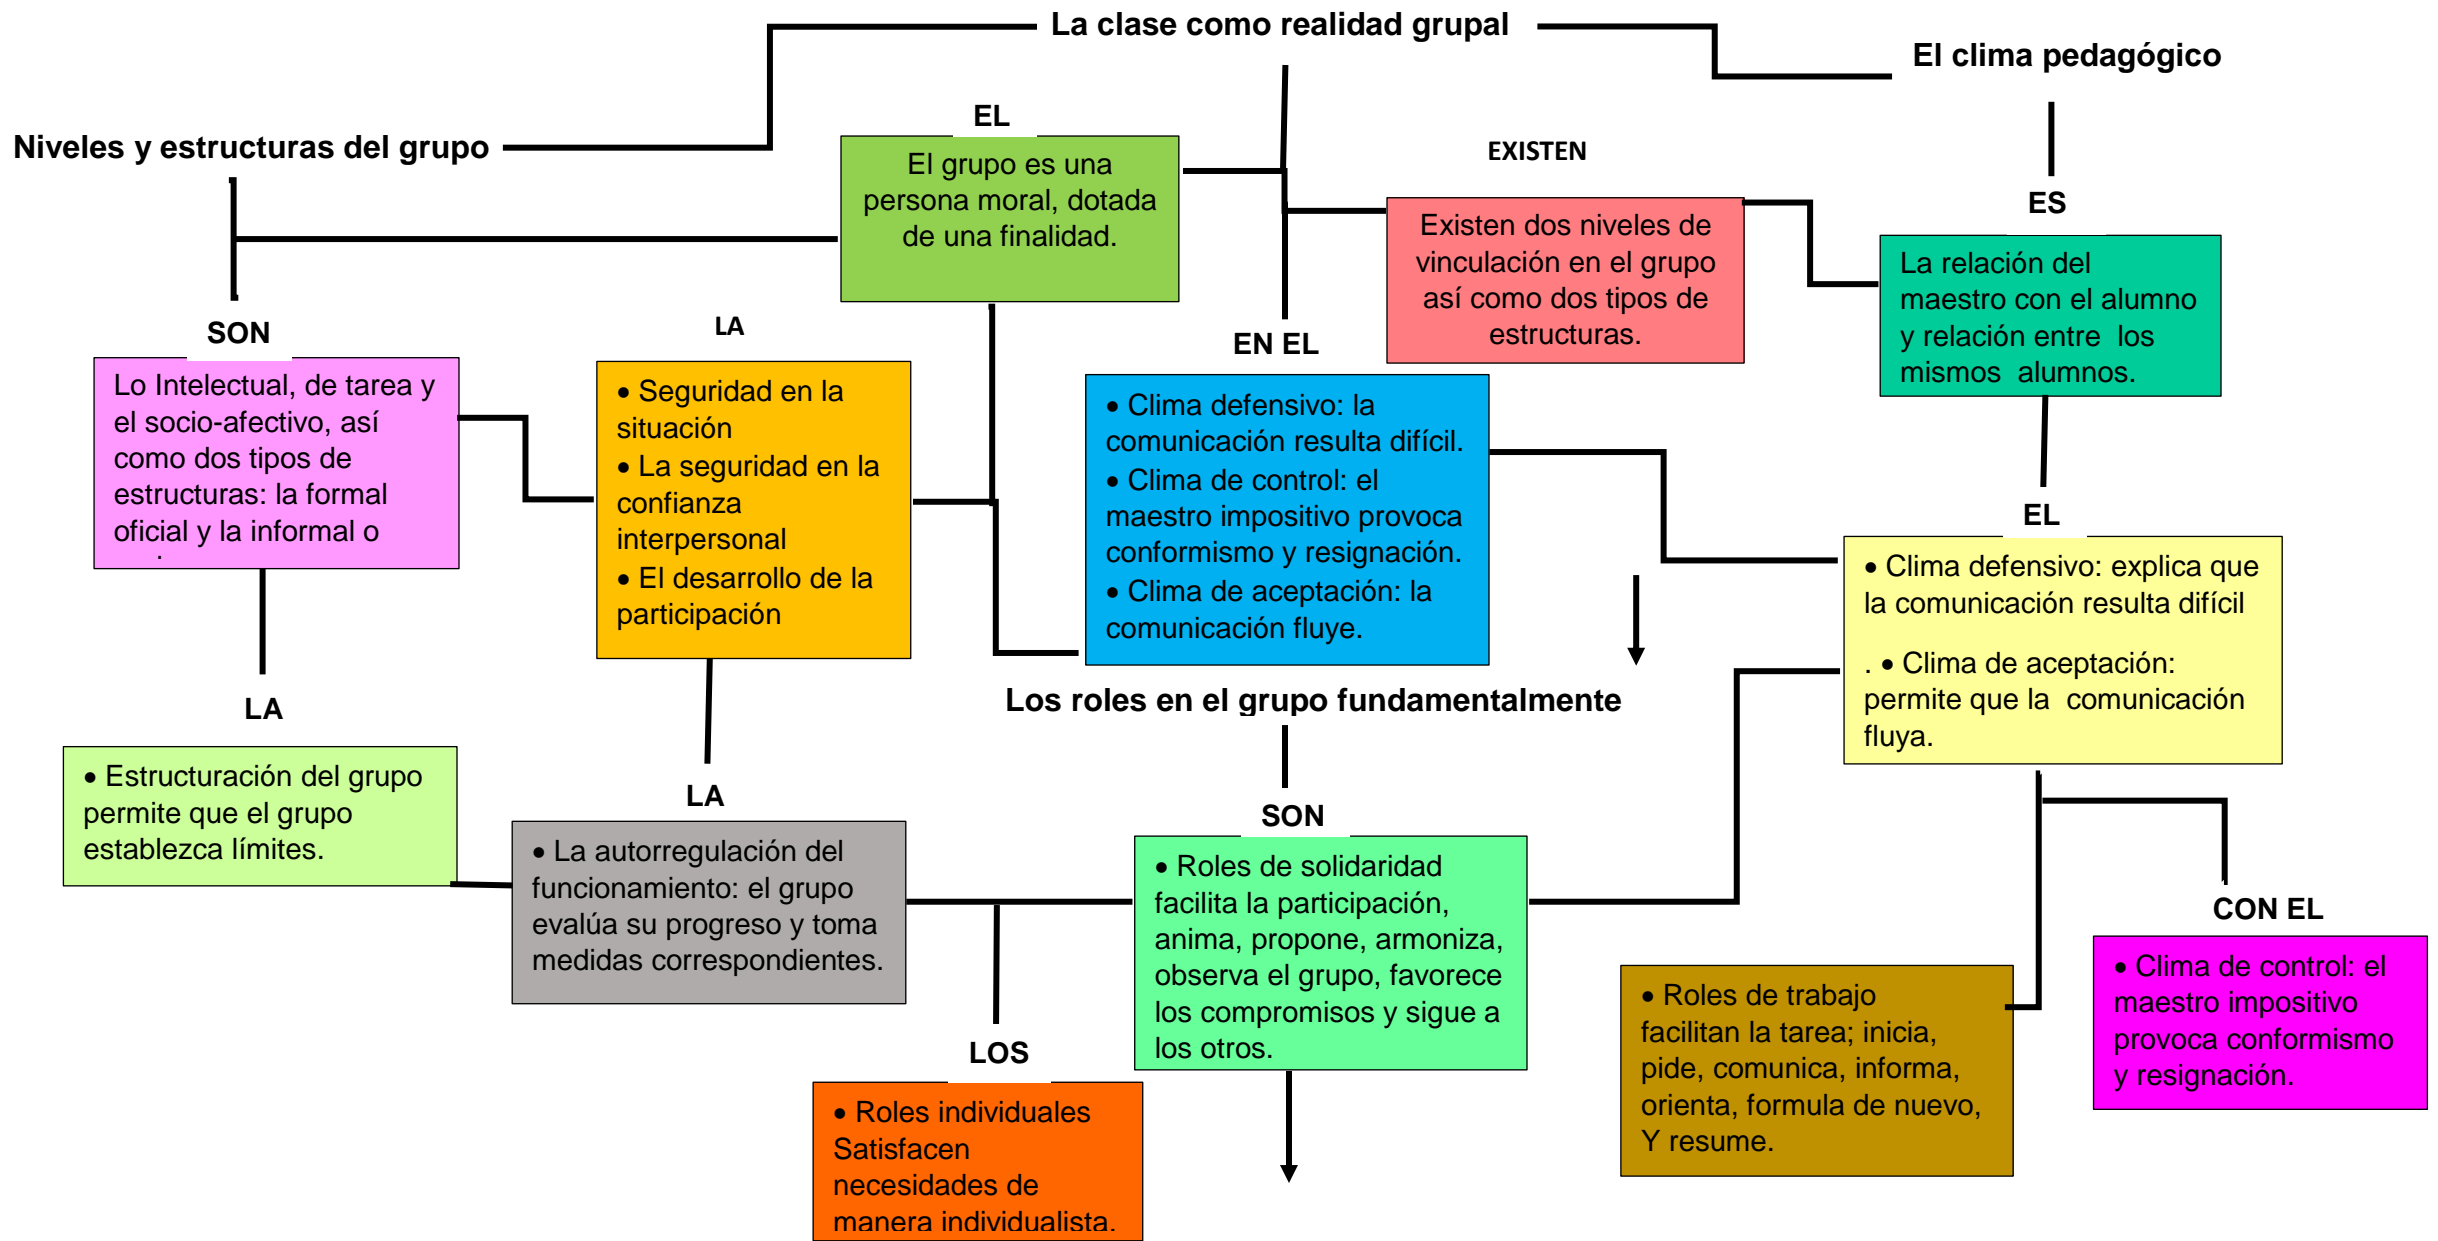 La clase como realidad grupal
El clima pedagógico
Niveles y estructuras del grupo
EL
El grupo es una
persona moral, dotada
de una finalidad.
EXISTEN
Existen dos niveles de
vinculación en el grupo
así como dos tipos de
estructuras.
ES
La relación del
maestro con el alumno
y relación entre los
mismos alumnos.
SON
Lo Intelectual, de tarea y
el socio-afectivo, así
como dos tipos de
estructuras: la formal
oficial y la informal o
LA
• Seguridad en la
situación
• La seguridad en la
confianza
interpersonal
• El desarrollo de la
participación
EN EL
• Clima defensivo: la
comunicación resulta difícil.
• Clima de control: el
maestro impositivo provoca
conformismo y resignación.
• Clima de aceptación: la
comunicación fluye.
EL
• Clima defensivo: explica que
la comunicación resulta difícil
. • Clima de aceptación:
permite que la comunicación
fluya.
LA
• Estructuración del grupo
permite que el grupo
establezca límites.
LA
• La autorregulación del
funcionamiento: el grupo
evalúa su progreso y toma
medidas correspondientes.
Los roles en el grupo fundamentalmente
SON
• Roles de solidaridad
facilita la participación,
anima, propone, armoniza,
observa el grupo, favorece
los compromisos y sigue a
los otros.
LOS
• Roles individuales
Satisfacen
necesidades de
manera individualista.
• Roles de trabajo
facilitan la tarea; inicia,
pide, comunica, informa,
orienta, formula de nuevo,
Y resume.
CON EL
• Clima de control: el
maestro impositivo
provoca conformismo
y resignación.